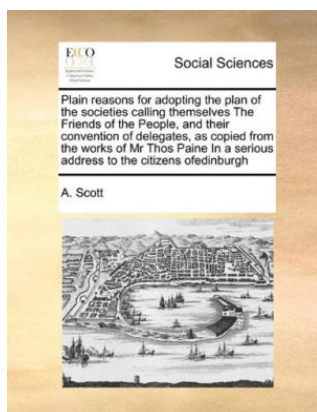 ECCO
Social Sciences
Plain reasons for adopting the plan of
the societies calling themselves The
Friends of the People, and their
convention of delegates, as copied from
the works of Mr Thos Paine In a serious
address to the citizens ofedinburgh
A. Scott